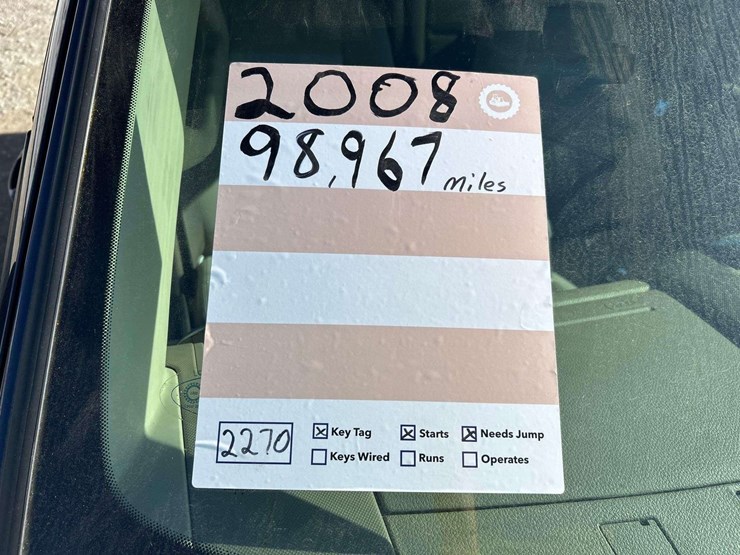 2008
98,967 miles
2270
Key Tag Starts Needs Jump
Keys Wired Runs Operates